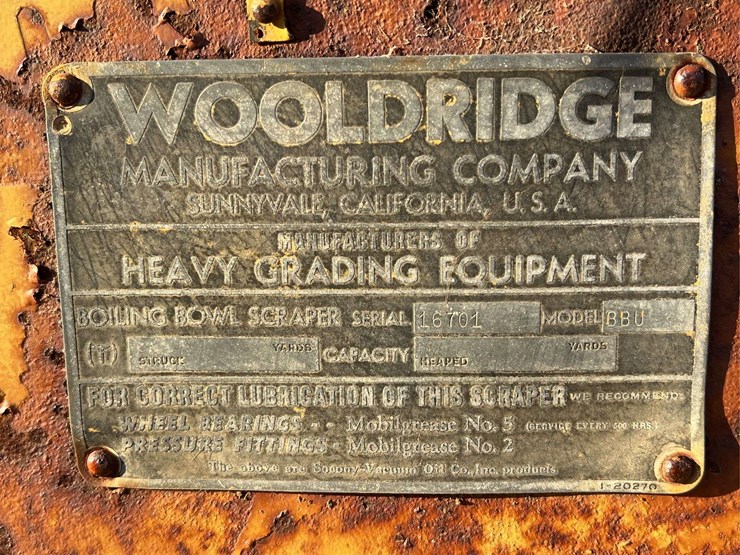 WOOLDRIDGE
MANUFACTURING COMPANY
SUNNYVALE, CALIFORNIA, U.S.A.
MANUFACTURERS OF
HEAVY GRADING EQUIPMENT
BOILING BOWL SCRAPER SERIAL 16701 MODEL BBU
(T) STRUCK YARDS CAPACITY HEAPED YARDS
FOR CORRECT LUBRICATION OF THIS SCRAPER WE RECOMMEND:
WHEEL BEARINGS - - Mobilgrease No. 5 (SERVICE EVERY 500 HRS.)
PRESSURE FITTINGS - Mobilgrease No. 2
The above are Socony-Vacuum Oil Co., Inc. products
1-20270